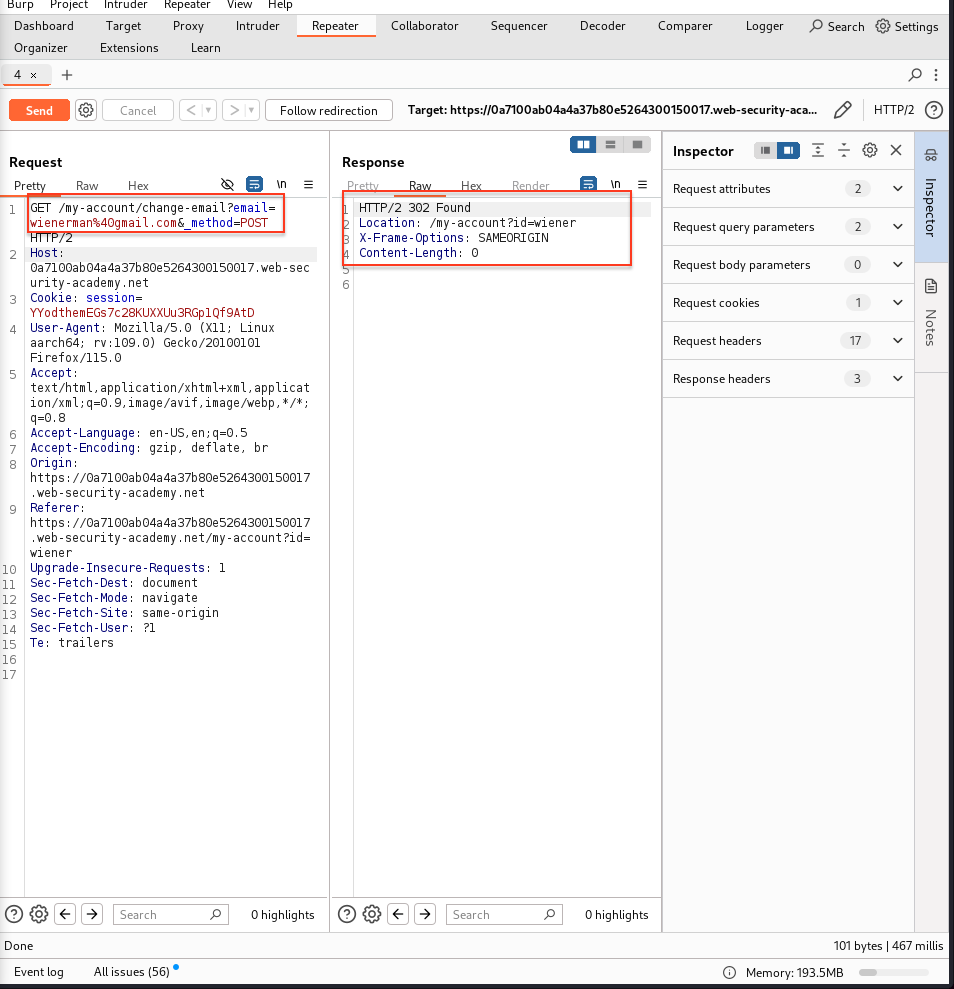 Burp Project Intruder Repeater View Help
Dashboard Target Proxy Intruder Repeater Collaborator Sequencer Decoder Comparer Logger Search Settings
Organizer Extensions Learn
4 × +
Send Cancel < > Follow redirection Target: https://0a7100ab04a4a37b80e5264300150017.web-security-aca... HTTP/2 ?
Request
Pretty Raw Hex \n
1 GET /my-account/change-email?email=
wienerman%40gmail.com&_method=POST
HTTP/2
2 Host:
0a7100ab04a4a37b80e5264300150017.web-sec
urity-academy.net
3 Cookie: session=
YYodthemEGs7c28KUXXUu3RGp1Qf9AtD
4 User-Agent: Mozilla/5.0 (X11; Linux
aarch64; rv:109.0) Gecko/20100101
Firefox/115.0
5 Accept:
text/html,application/xhtml+xml,applicat
ion/xml;q=0.9,image/avif,image/webp,*/*;
q=0.8
6 Accept-Language: en-US,en;q=0.5
7 Accept-Encoding: gzip, deflate, br
8 Origin:
https://0a7100ab04a4a37b80e5264300150017
.web-security-academy.net
9 Referer:
https://0a7100ab04a4a37b80e5264300150017
.web-security-academy.net/my-account?id=
wiener
10 Upgrade-Insecure-Requests: 1
11 Sec-Fetch-Dest: document
12 Sec-Fetch-Mode: navigate
13 Sec-Fetch-Site: same-origin
14 Sec-Fetch-User: ?1
15 Te: trailers
16
17
? Search 0 highlights
Response
Pretty Raw Hex Render \n
1 HTTP/2 302 Found
2 Location: /my-account?id=wiener
3 X-Frame-Options: SAMEORIGIN
4 Content-Length: 0
5
6
? Search 0 highlights
Inspector
Request attributes 2
Request query parameters 2
Request body parameters 0
Request cookies 1
Request headers 17
Response headers 3
Inspector
Notes
Done 101 bytes | 467 millis
Event log All issues (56) Memory: 193.5MB